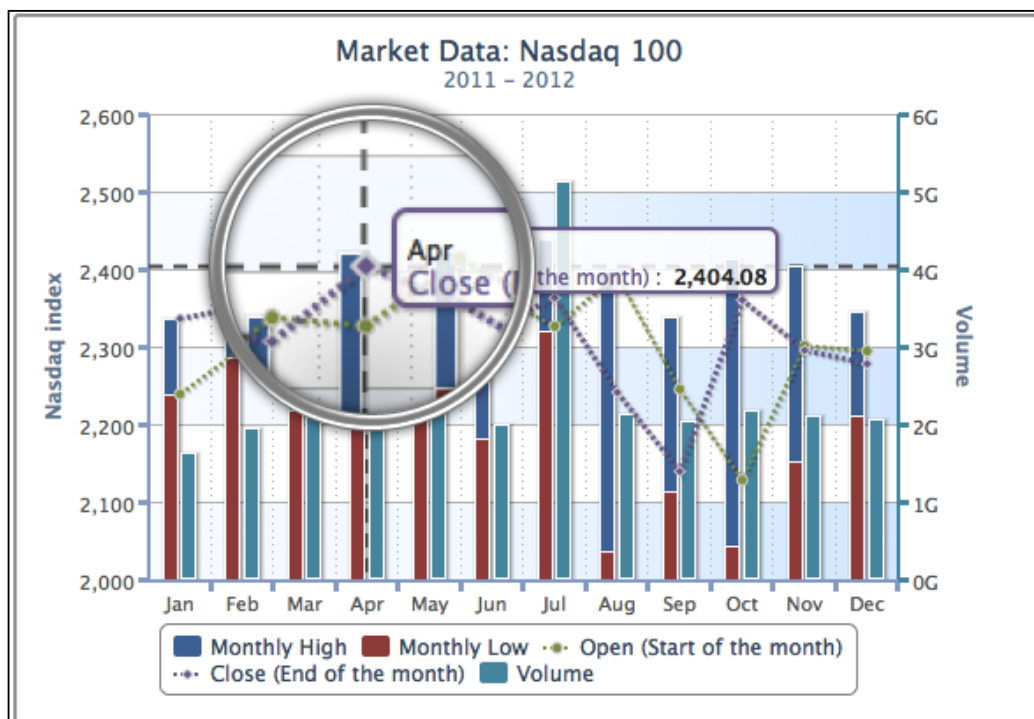 Market Data: Nasdaq 100
2011 – 2012
2,600
2,500
2,400
2,300
2,200
2,100
2,000
Nasdaq index
6G
5G
4G
3G
2G
1G
0G
Volume
Apr
Close (
the month) : 2,404.08
Jan Feb Mar Apr May Jun Jul Aug Sep Oct Nov Dec
Monthly High Monthly Low Open (Start of the month)
Close (End of the month) Volume